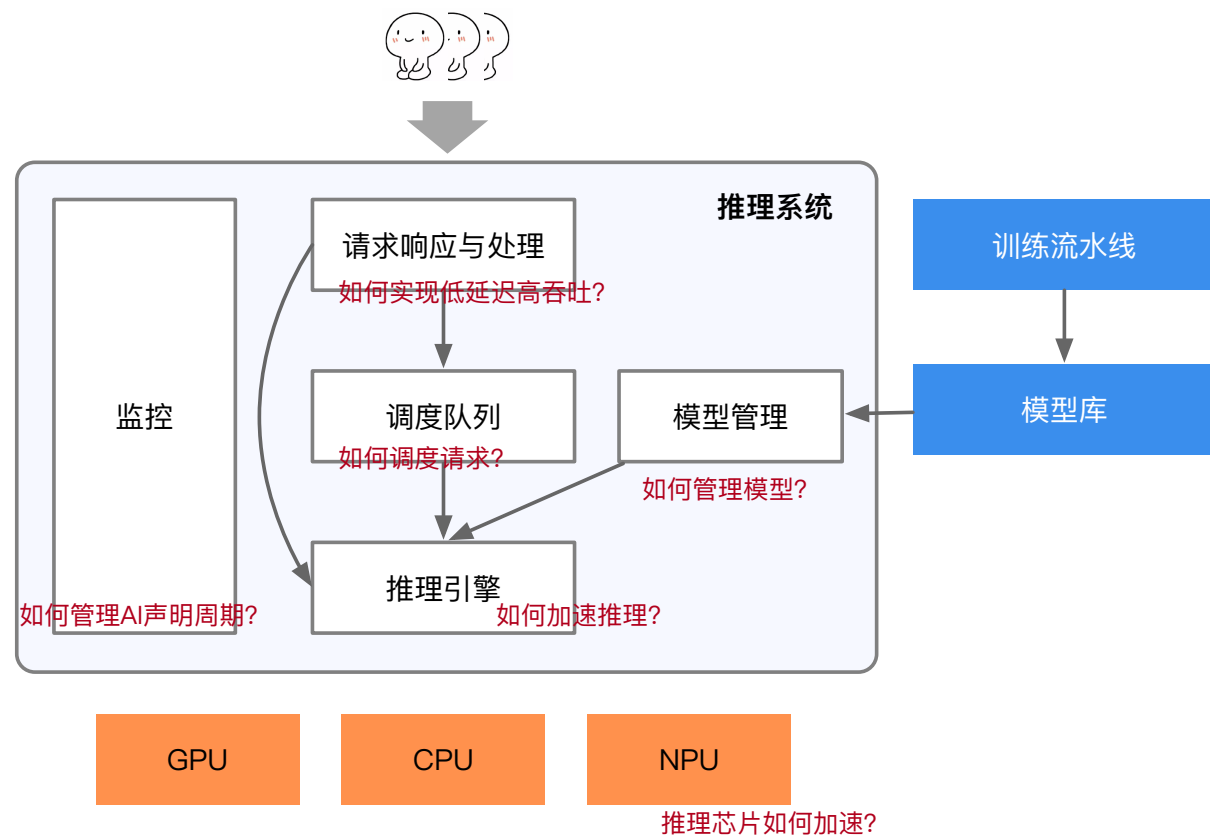 推理系统
请求响应与处理
训练流水线
如何实现低延迟高吞吐?
监控
调度队列
模型管理
模型库
如何调度请求?
如何管理模型?
推理引擎
如何管理AI声明周期?
如何加速推理?
GPU
CPU
NPU
推理芯片如何加速?